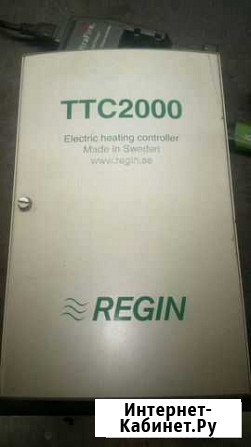 TTC2000
Electric heating controller
Made in Sweden
www.regin.se
REGIN
Интернет-
Кабинет.Ру